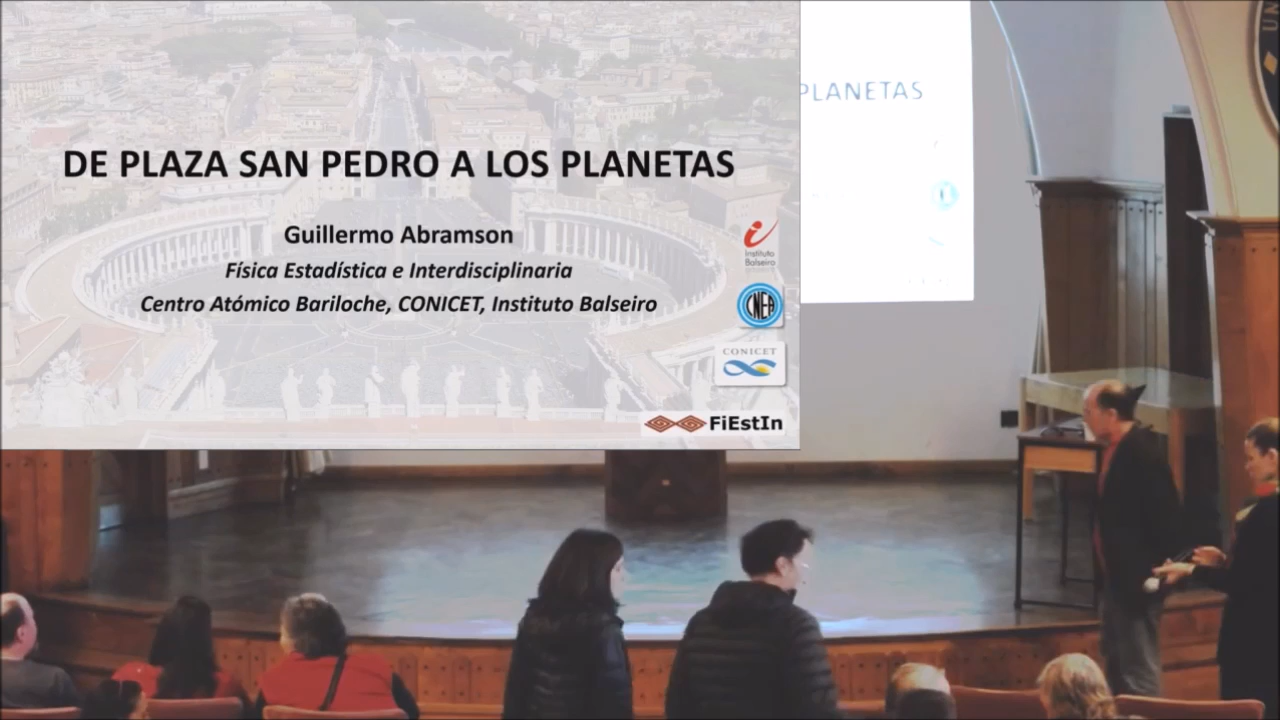 DE PLAZA SAN PEDRO A LOS PLANETAS
Guillermo Abramson
Física Estadística e Interdisciplinaria
Centro Atómico Bariloche, CONICET, Instituto Balseiro
Instituto
Balseiro
CNEA
CONICET
FiEstIn
PLANETAS
UN